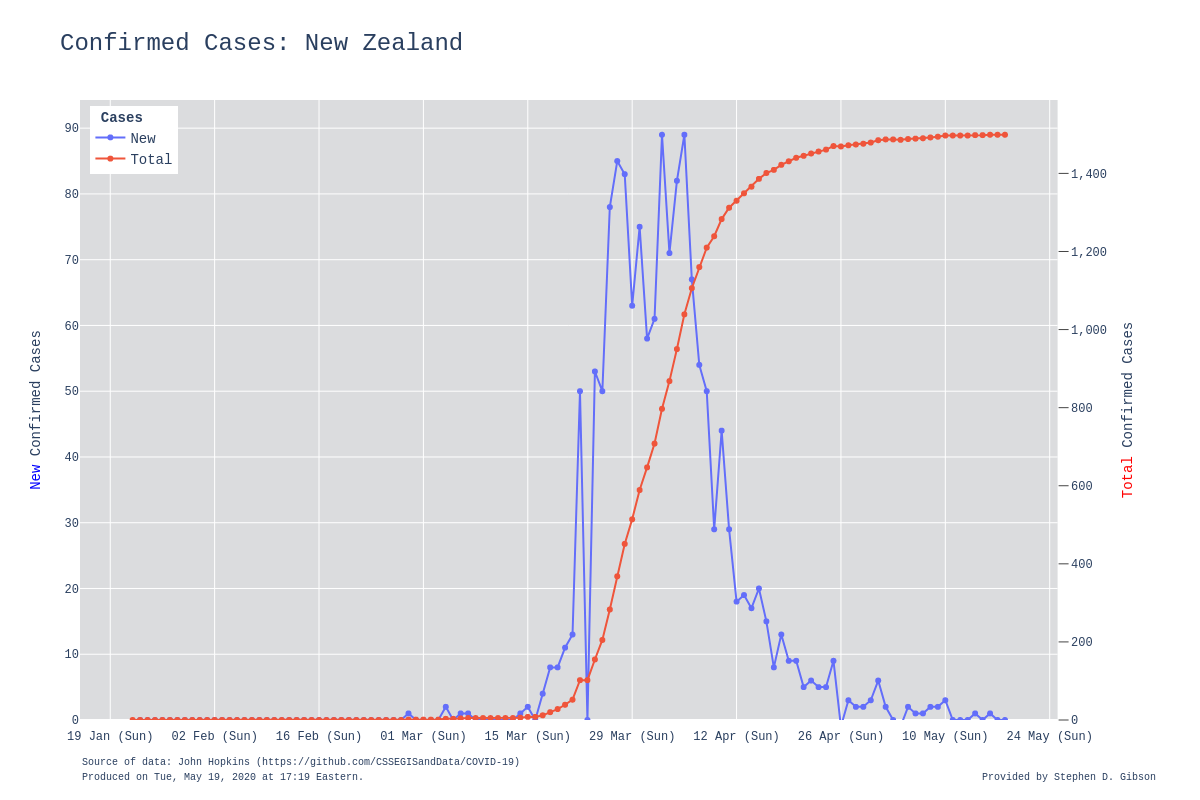 Confirmed Cases: New Zealand
Cases
New
Total
90
80
70
60
50
40
30
20
10
0
New Confirmed Cases
1,400
1,200
1,000
800
600
400
200
0
Total Confirmed Cases
19 Jan (Sun) 02 Feb (Sun) 16 Feb (Sun) 01 Mar (Sun) 15 Mar (Sun) 29 Mar (Sun) 12 Apr (Sun) 26 Apr (Sun) 10 May (Sun) 24 May (Sun)
Source of data: John Hopkins (https://github.com/CSSEGISandData/COVID-19)
Produced on Tue, May 19, 2020 at 17:19 Eastern.
Provided by Stephen D. Gibson